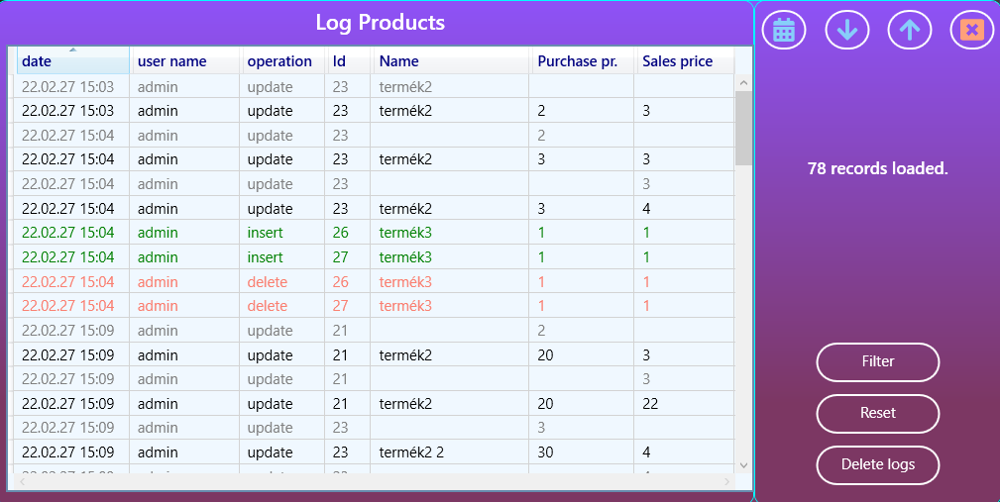 Log Products
date user name operation Id Name Purchase pr. Sales price
22.02.27 15:03 admin update 23 termék2
22.02.27 15:03 admin update 23 termék2 2 3
22.02.27 15:04 admin update 23 2
22.02.27 15:04 admin update 23 termék2 3 3
22.02.27 15:04 admin update 23 3
22.02.27 15:04 admin update 23 termék2 3 4
22.02.27 15:04 admin insert 26 termék3 1 1
22.02.27 15:04 admin insert 27 termék3 1 1
22.02.27 15:04 admin delete 26 termék3 1 1
22.02.27 15:04 admin delete 27 termék3 1 1
22.02.27 15:09 admin update 21 2
22.02.27 15:09 admin update 21 termék2 20 3
22.02.27 15:09 admin update 21 3
22.02.27 15:09 admin update 21 termék2 20 22
22.02.27 15:09 admin update 23 3
22.02.27 15:09 admin update 23 termék2 2 30 4
78 records loaded.
Filter
Reset
Delete logs